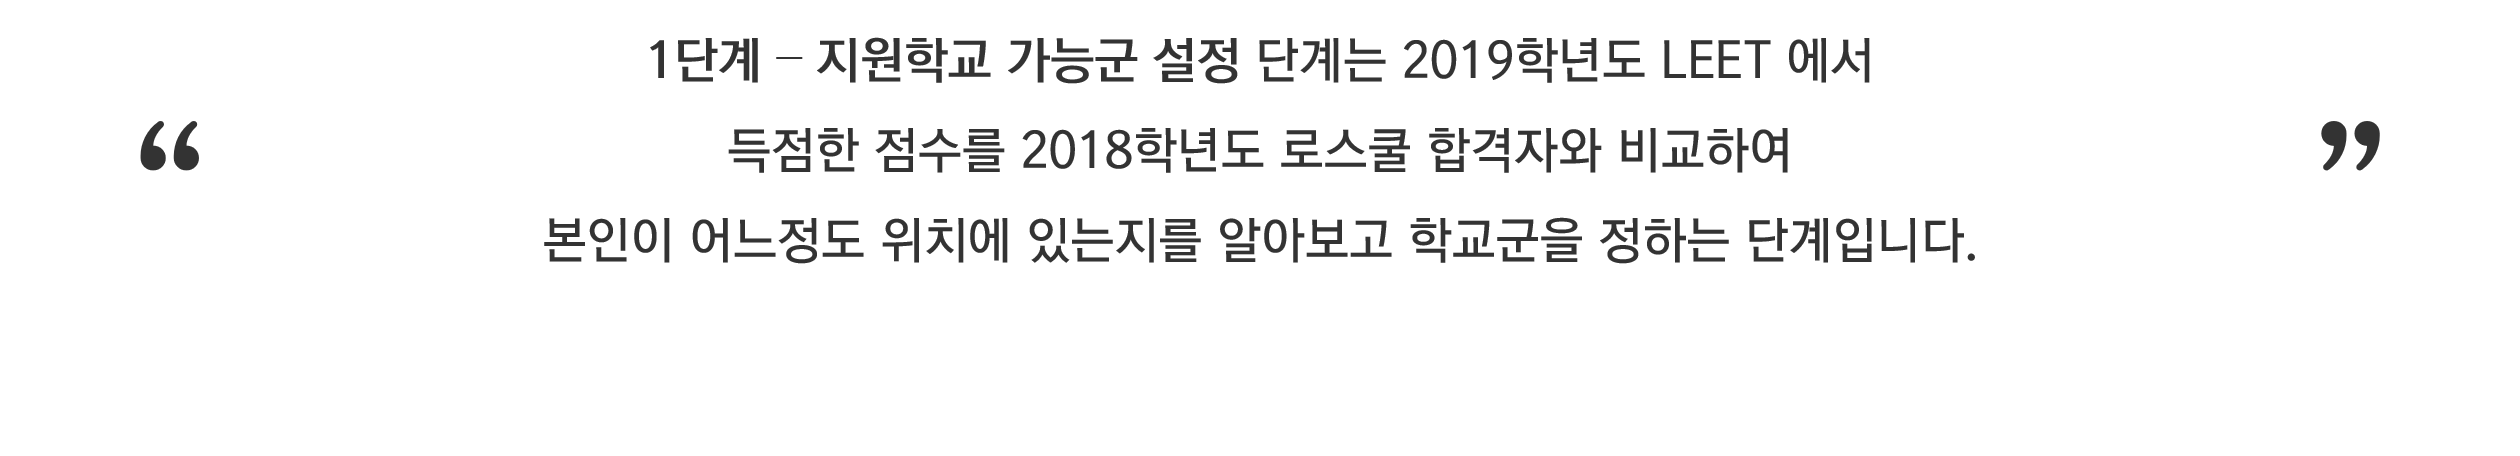 1단계 – 지원학교 가능군 설정 단계는 2019학년도 LEET에서
“ 득점한 점수를 2018학년도 로스쿨 합격자와 비교하여 ”
본인이 어느정도 위치에 있는지를 알아보고 학교군을 정하는 단계입니다.